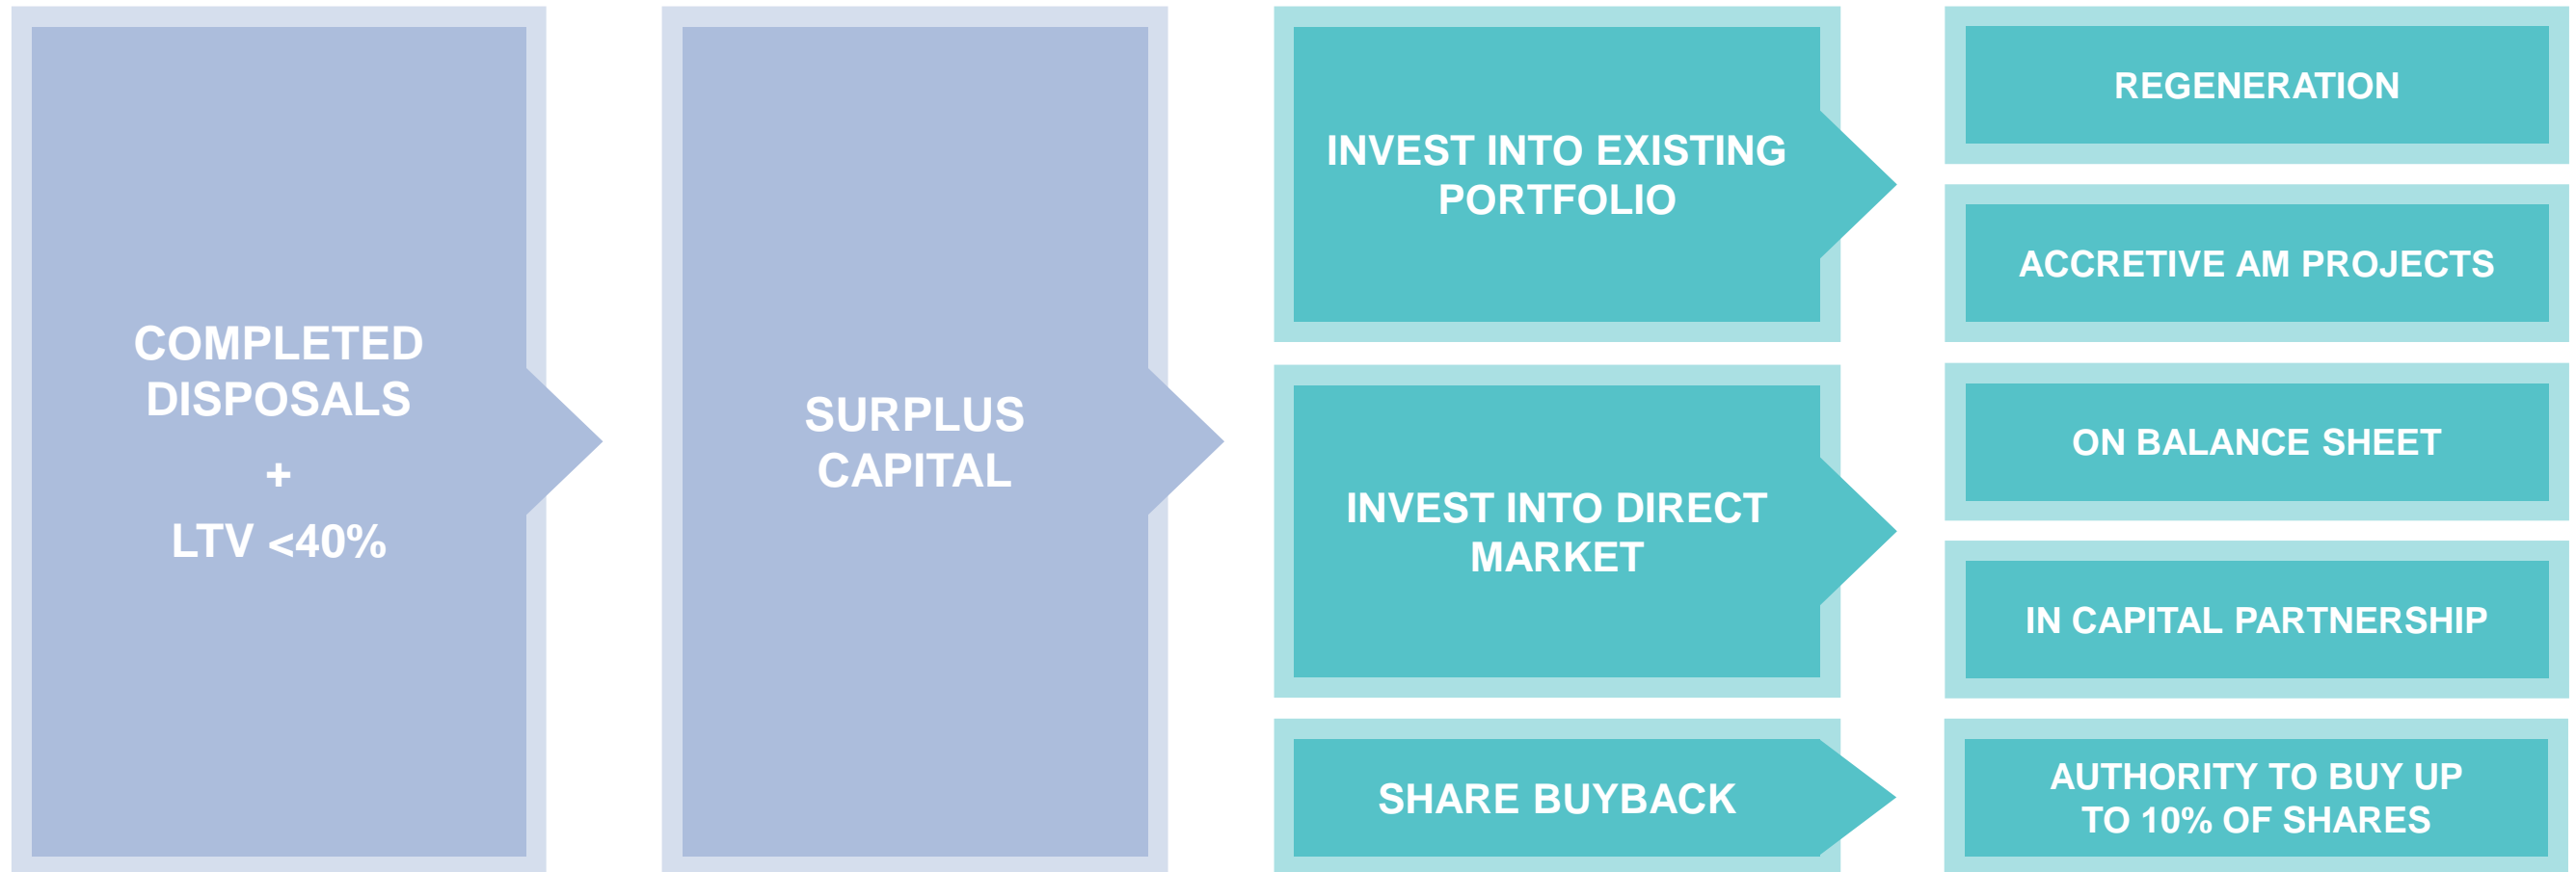 COMPLETED
DISPOSALS
+
LTV <40%
SURPLUS
CAPITAL
INVEST INTO EXISTING
PORTFOLIO
REGENERATION
ACCRETIVE AM PROJECTS
INVEST INTO DIRECT
MARKET
ON BALANCE SHEET
IN CAPITAL PARTNERSHIP
SHARE BUYBACK
AUTHORITY TO BUY UP
TO 10% OF SHARES